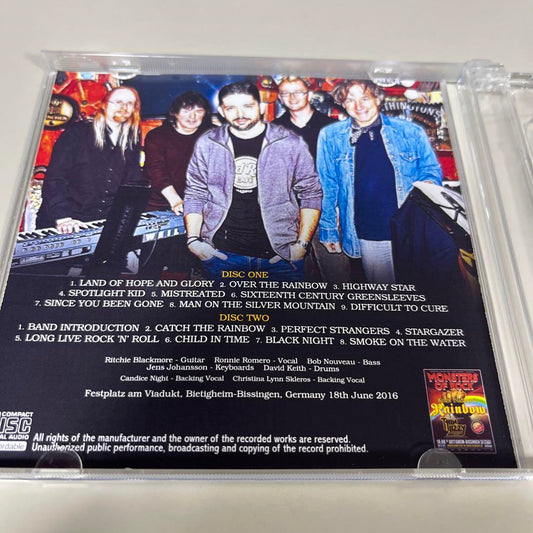 THINGTON'S
DISC ONE
1. LAND OF HOPE AND GLORY 2. OVER THE RAINBOW 3. HIGHWAY STAR
4. SPOTLIGHT KID 5. MISTREATED 6. SIXTEENTH CENTURY GREENSLEEVES
7. SINCE YOU BEEN GONE 8. MAN ON THE SILVER MOUNTAIN 9. DIFFICULT TO CURE
DISC TWO
1. BAND INTRODUCTION 2. CATCH THE RAINBOW 3. PERFECT STRANGERS 4. STARGAZER
5. LONG LIVE ROCK 'N' ROLL 6. CHILD IN TIME 7. BLACK NIGHT 8. SMOKE ON THE WATER
Ritchie Blackmore - Guitar Ronnie Romero - Vocal Bob Nouveau - Bass
Jens Johansson - Keyboards David Keith - Drums
Candice Night - Backing Vocal Christina Lynn Skleros - Backing Vocal
Festplatz am Viadukt, Bietigheim-Bissingen, Germany 18th June 2016
MONSTERS OF ROCK
Rainbow
COMPACT
DISC
DIGITAL AUDIO
All rights of the manufacturer and the owner of the recorded works are reserved.
Unauthorized public performance, broadcasting and copying of the record prohibited.